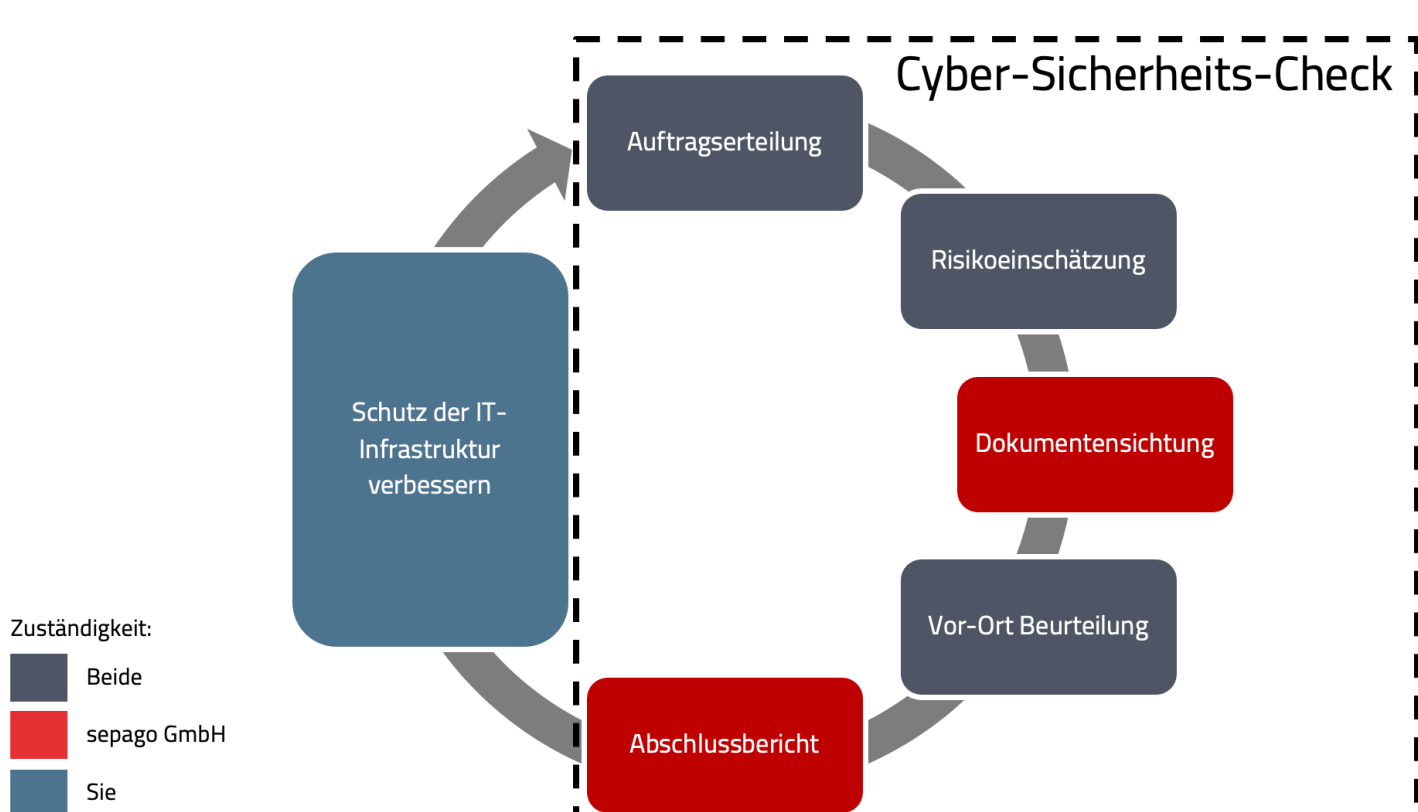 Cyber-Sicherheits-Check
Auftragserteilung
Risikoeinschätzung
Dokumentensichtung
Vor-Ort Beurteilung
Abschlussbericht
Schutz der IT-
Infrastruktur
verbessern
Zuständigkeit:
Beide
sepago GmbH
Sie